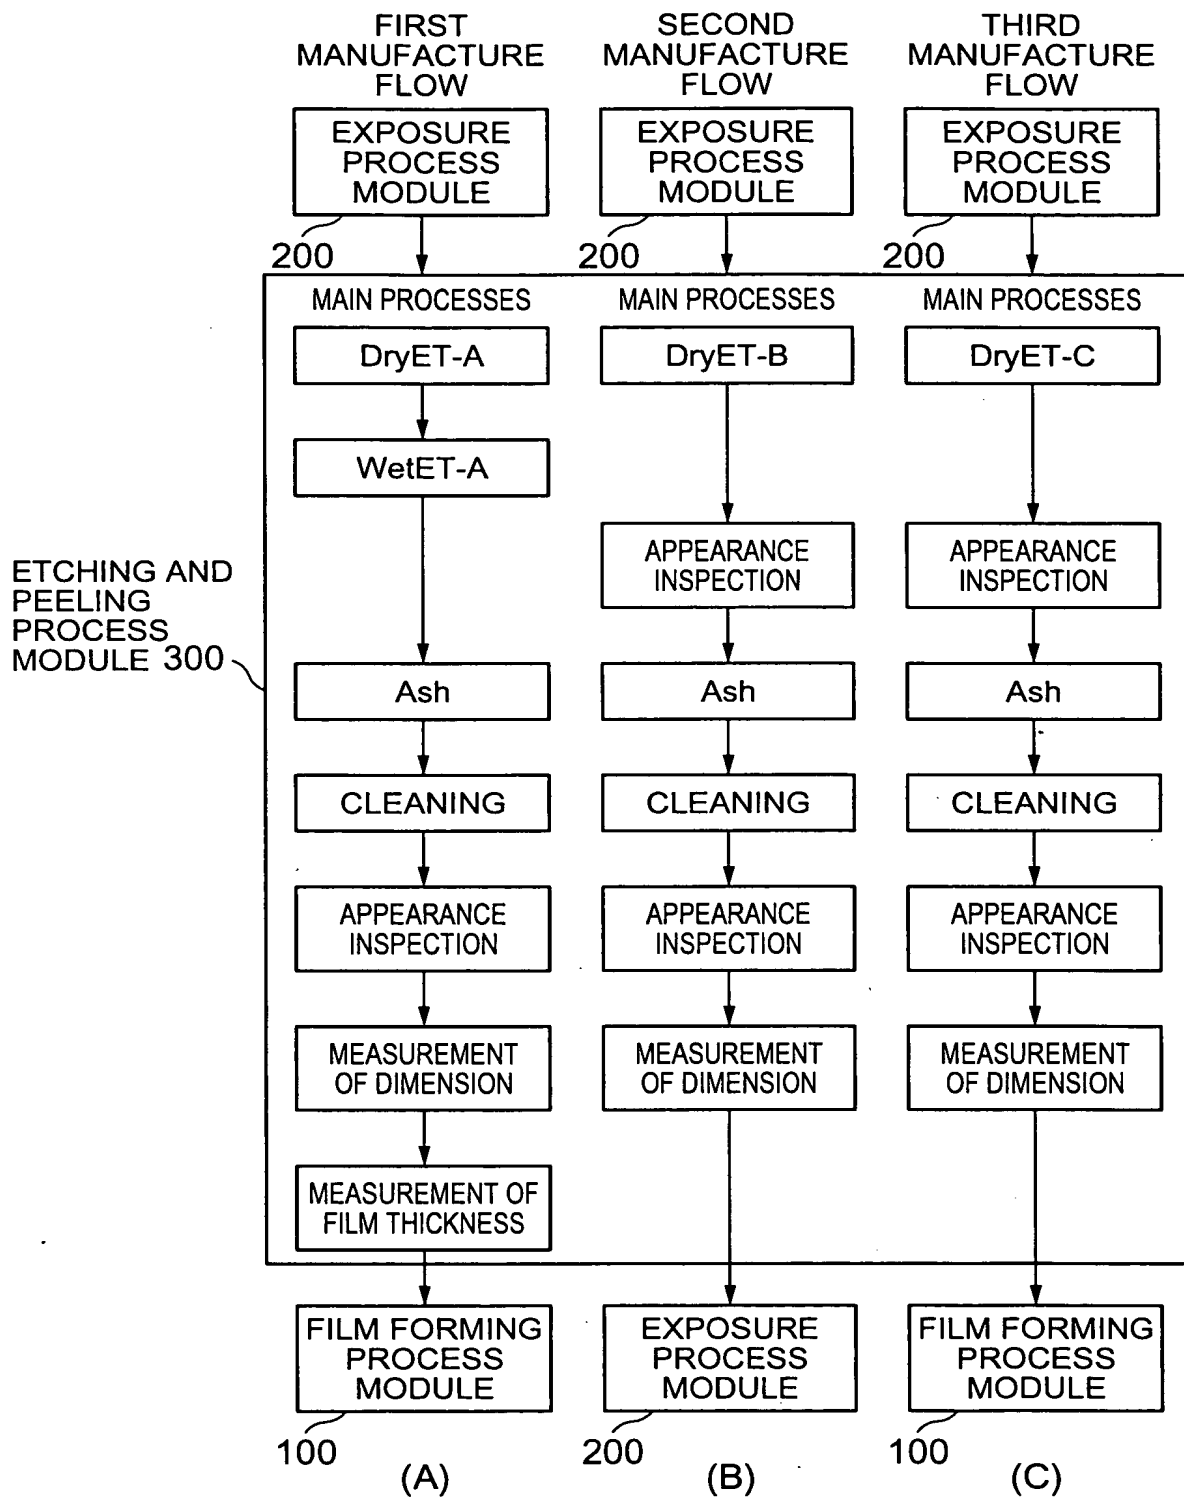 FIRST
MANUFACTURE
FLOW
EXPOSURE
PROCESS
MODULE
200
MAIN PROCESSES
DryET-A
WetET-A
Ash
CLEANING
APPEARANCE
INSPECTION
MEASUREMENT
OF DIMENSION
MEASUREMENT OF
FILM THICKNESS
FILM FORMING
PROCESS
MODULE
100
(A)
SECOND
MANUFACTURE
FLOW
EXPOSURE
PROCESS
MODULE
200
MAIN PROCESSES
DryET-B
APPEARANCE
INSPECTION
Ash
CLEANING
APPEARANCE
INSPECTION
MEASUREMENT
OF DIMENSION
EXPOSURE
PROCESS
MODULE
200
(B)
THIRD
MANUFACTURE
FLOW
EXPOSURE
PROCESS
MODULE
200
MAIN PROCESSES
DryET-C
APPEARANCE
INSPECTION
Ash
CLEANING
APPEARANCE
INSPECTION
MEASUREMENT
OF DIMENSION
FILM FORMING
PROCESS
MODULE
100
(C)
ETCHING AND
PEELING
PROCESS
MODULE 300